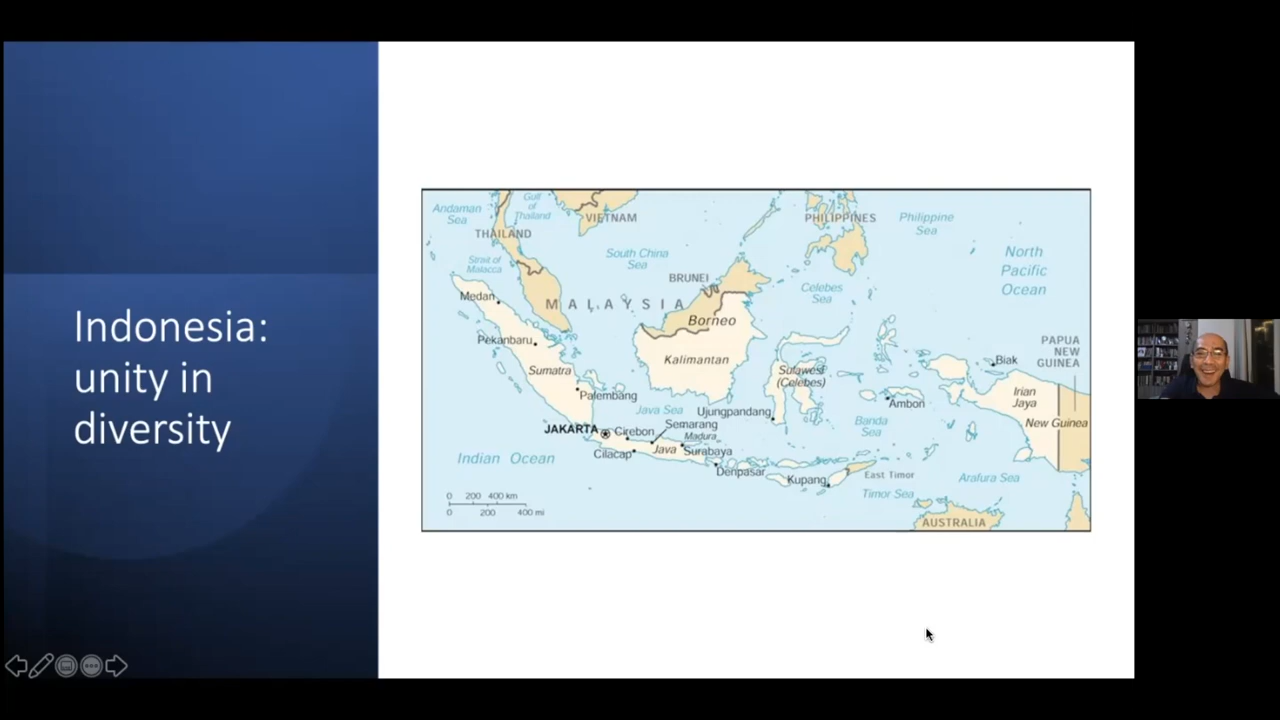 Indonesia:
unity in
diversity
Andaman
Sea
Gulf
of
Thailand
VIETNAM
THAILAND
PHILIPPINES
Philippine
Sea
Strait of
Malacca
South China
Sea
North
Pacific
Ocean
BRUNEI
Celebes
Sea
Medan
MALAYSIA
Borneo
Pekanbaru
Kalimantan
PAPUA
NEW
GUINEA
Sumatra
Sulawesi
(Celebes)
Biak
Irian
Jaya
Palembang
Java Sea
Ujungpandang
Ambon
Banda
Sea
New Guinea
JAKARTA
Cirebon
Semarang
Madura
Cilacap
Java
Surabaya
Indian Ocean
Denpasar
Kupang
East Timor
Timor Sea
Arafura Sea
0 200 400 km
0 200 400 mi
AUSTRALIA